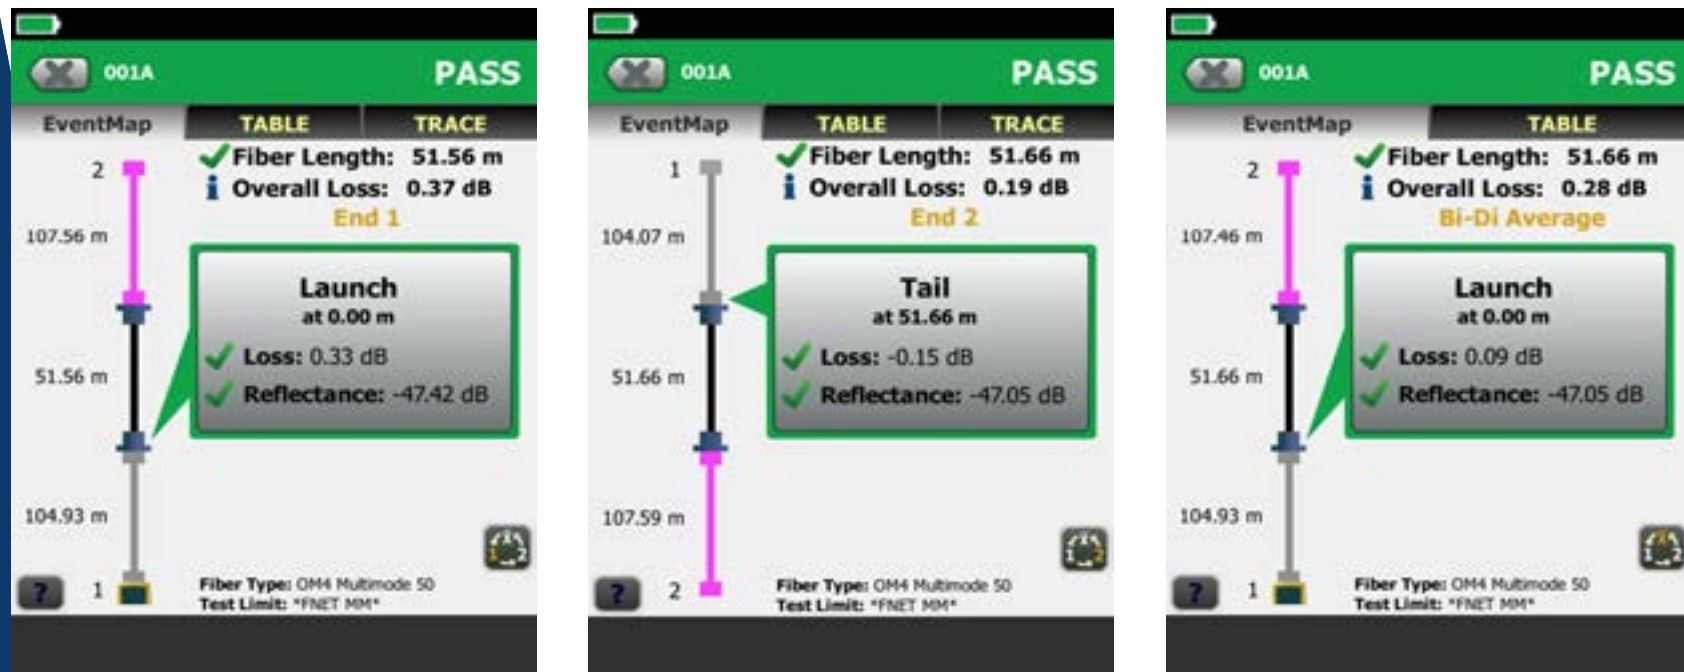 001A PASS
EventMap TABLE TRACE
Fiber Length: 51.56 m
2
i Overall Loss: 0.37 dB
End 1
107.56 m
Launch
at 0.00 m
Loss: 0.33 dB
51.56 m
Reflectance: -47.42 dB
104.93 m
1 X 2
Fiber Type: OM4 Multimode 50
? 1
Test Limit: *FNET MM*
001A PASS
EventMap TABLE TRACE
Fiber Length: 51.66 m
1
i Overall Loss: 0.19 dB
End 2
104.07 m
Tail
at 51.66 m
Loss: -0.15 dB
51.66 m
Reflectance: -47.05 dB
107.59 m
1 X 2
Fiber Type: OM4 Multimode 50
? 2
Test Limit: *FNET MM*
001A PASS
EventMap TABLE
Fiber Length: 51.66 m
2
i Overall Loss: 0.28 dB
Bi-Di Average
107.46 m
Launch
at 0.00 m
Loss: 0.09 dB
51.66 m
Reflectance: -47.05 dB
104.93 m
1 X 2
Fiber Type: OM4 Multimode 50
? 1
Test Limit: *FNET MM*